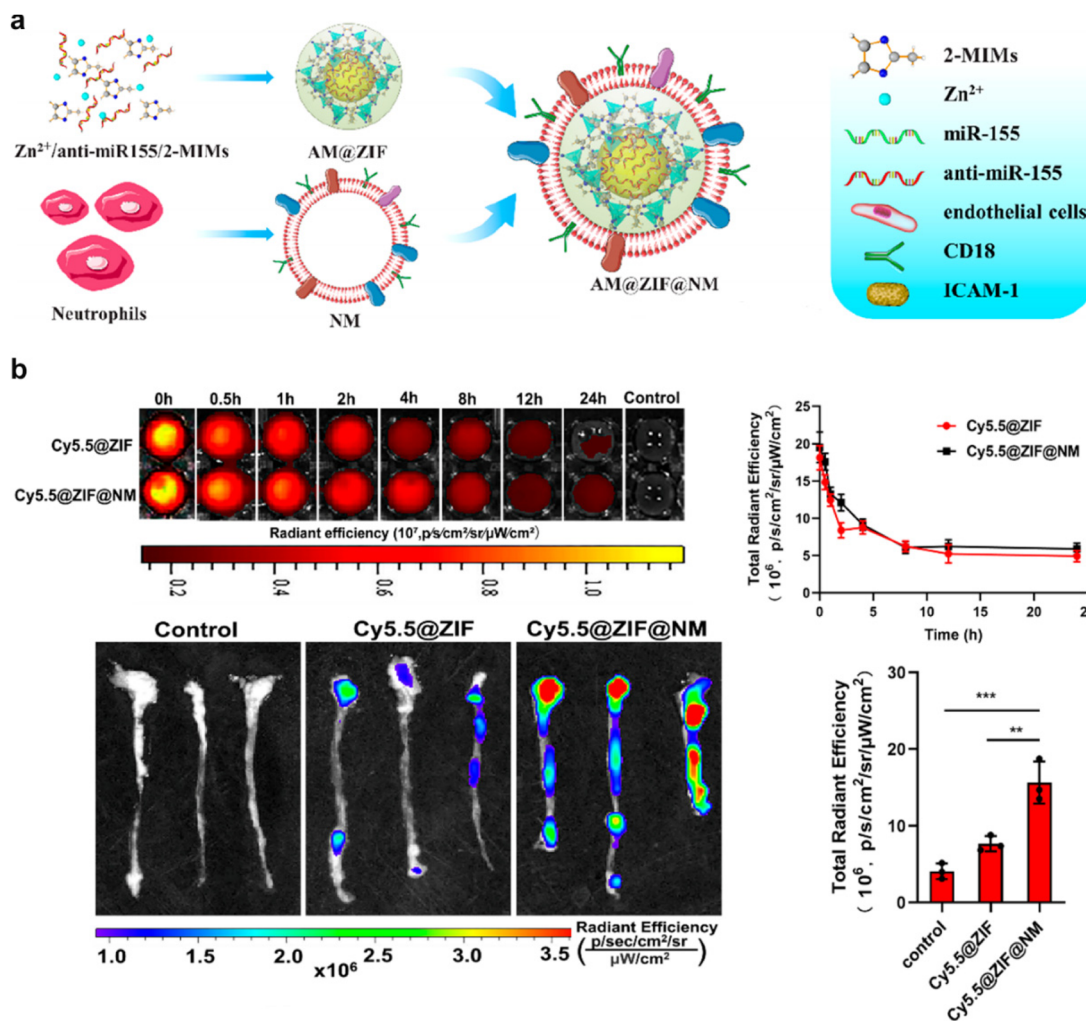 a
Zn²⁺/anti-miR155/2-MIMs
AM@ZIF
Neutrophils
NM
AM@ZIF@NM
2-MIMs
Zn²⁺
miR-155
anti-miR-155
endothelial cells
CD18
ICAM-1
b
0h 0.5h 1h 2h 4h 8h 12h 24h Control
Cy5.5@ZIF
Cy5.5@ZIF@NM
Radiant efficiency (10⁷,p/s/cm²/sr/μW/cm²)
0.2 0.4 0.6 0.8 1.0
Total Radiant Efficiency
( 10⁶, p/s/cm²/sr/μW/cm²)
25
20
15
10
5
0
0 5 10 15 20 25
Time (h)
Cy5.5@ZIF
Cy5.5@ZIF@NM
Control Cy5.5@ZIF Cy5.5@ZIF@NM
1.0 1.5 2.0 2.5 3.0 3.5
x10⁶
Radiant Efficiency
(p/sec/cm²/sr
μW/cm²)
Total Radiant Efficiency
( 10⁶, p/s/cm²/sr/μW/cm²)
30
20
10
0
***
**
control
Cy5.5@ZIF
Cy5.5@ZIF@NM